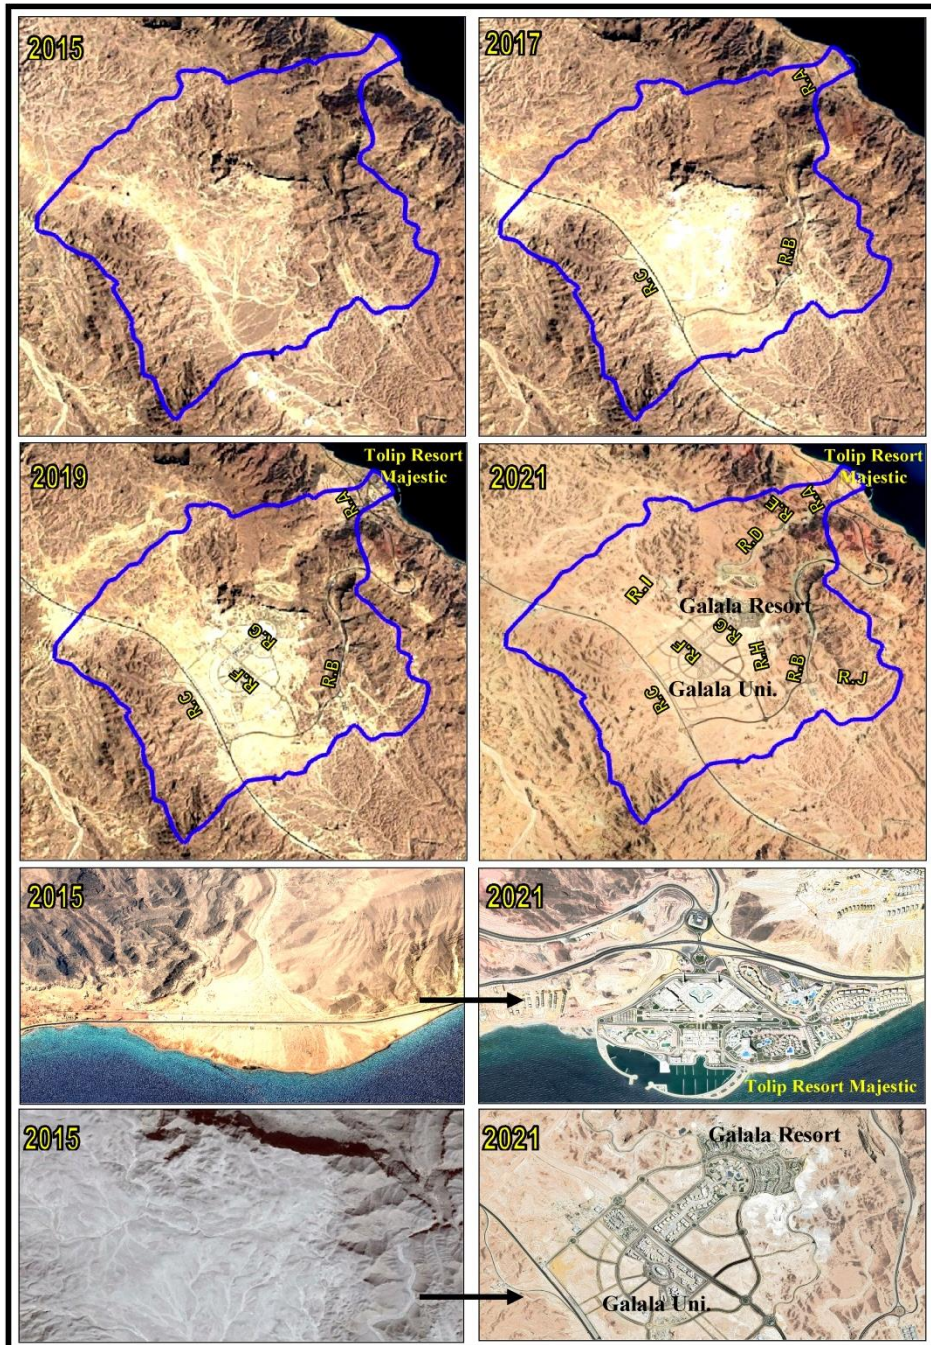 2015
2017
R.A
R.B
R.C
2019
Tolip Resort
Majestic
R.A
R.G
R.F
R.B
R.C
2021
Tolip Resort
Majestic
R.E
R.A
R.D
R.I
Galala Resort
R.G
R.F
R.H
R.B
R.J
R.C
Galala Uni.
2015
2021
Tolip Resort Majestic
2015
2021
Galala Resort
Galala Uni.